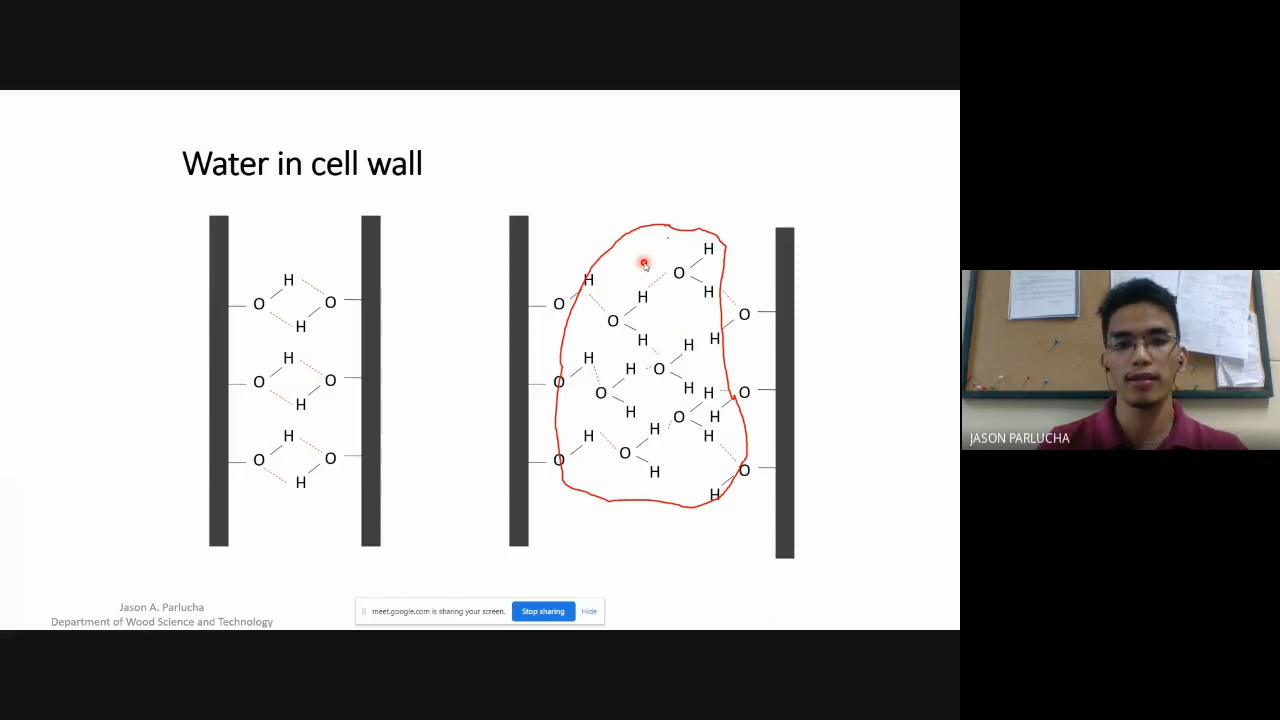 Water in cell wall
H
O O
H
H
O O
H
H
O O
H
H
O
H
H
H
O
O
H
O
H
H
H
H
O
H
O
H
H
H
O
O
H
H
O
H
H
H
O
O
O
H
H
Jason A. Parlucha
Department of Wood Science and Technology
meet.google.com is sharing your screen. Stop sharing Hide
JASON PARLUCHA